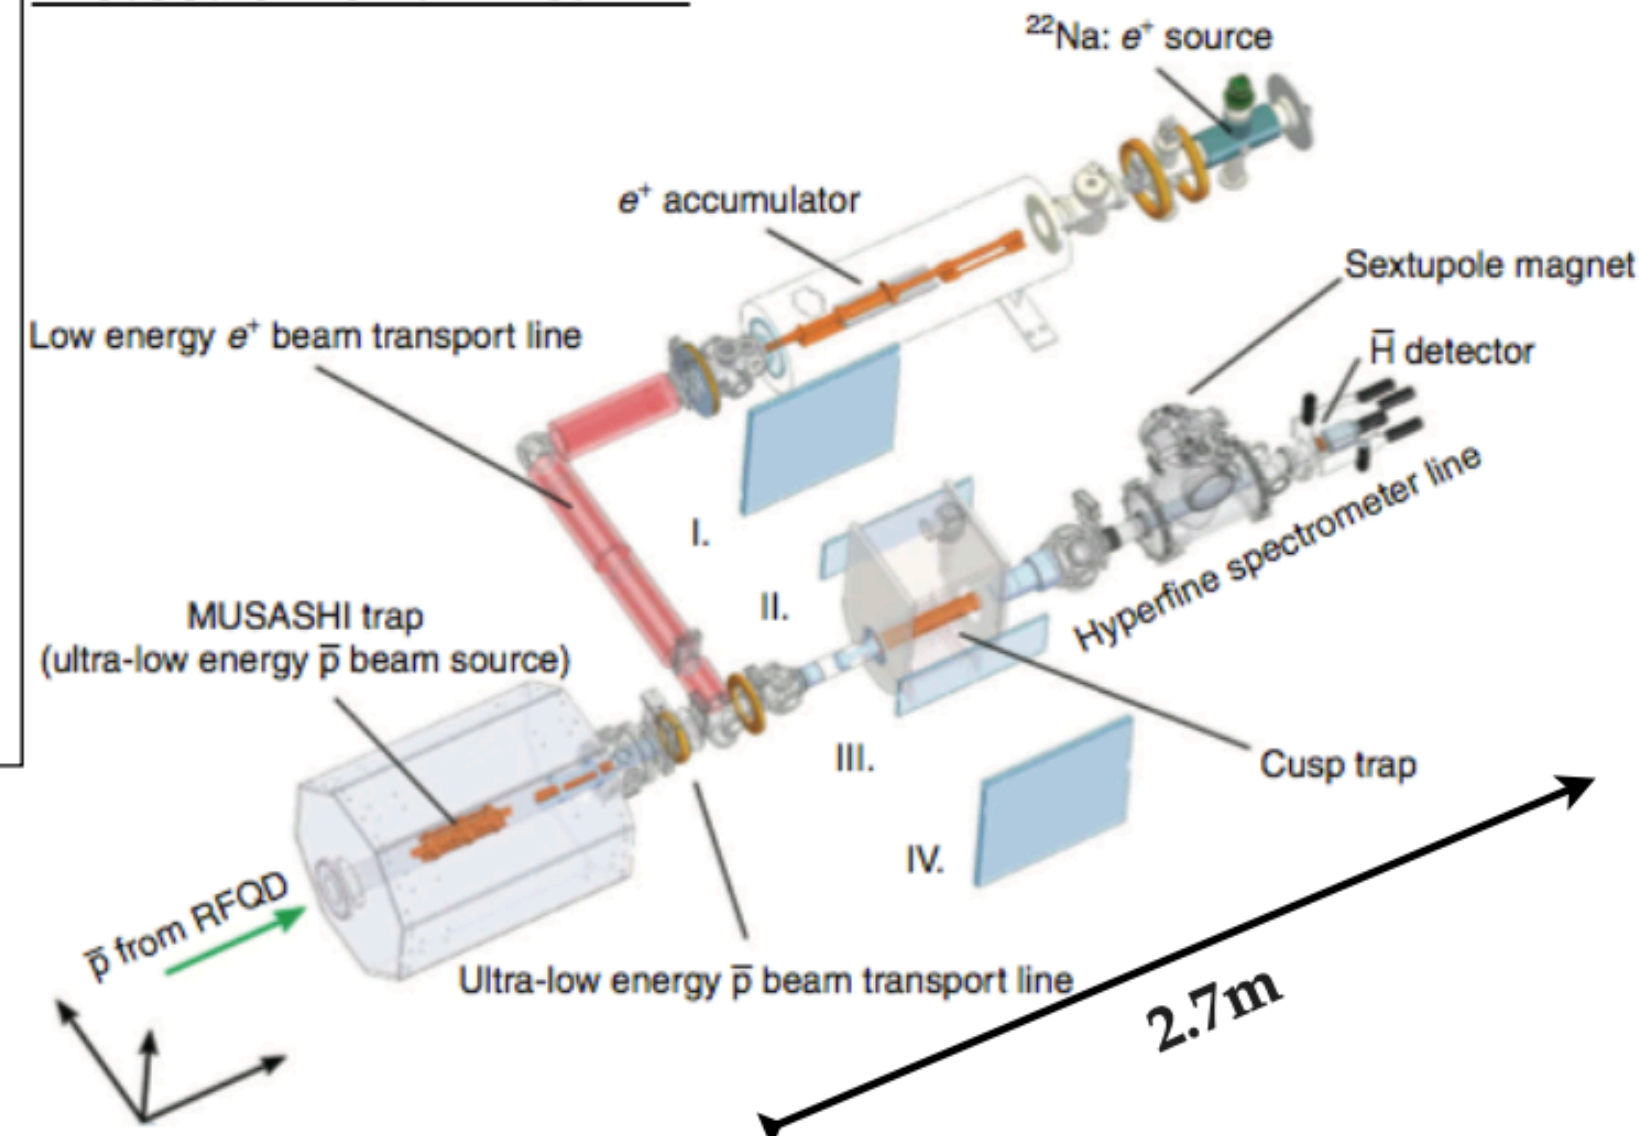 ²²Na: e⁺ source
e⁺ accumulator
Sextupole magnet
Low energy e⁺ beam transport line
H̅ detector
I.
Hyperfine spectrometer line
II.
MUSASHI trap
(ultra-low energy p̅ beam source)
III.
Cusp trap
IV.
p̅ from RFQD
Ultra-low energy p̅ beam transport line
2.7m